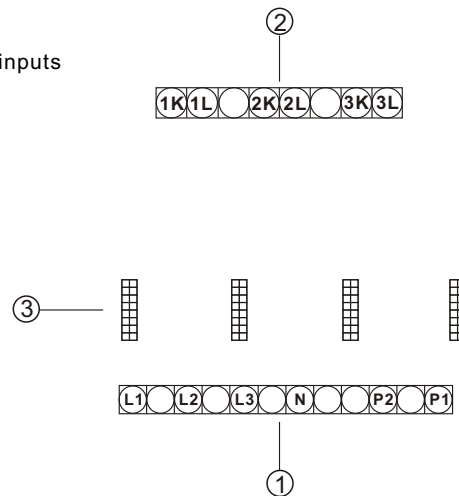 ②
inputs
1K 1L 2K 2L 3K 3L
③
L1 L2 L3 N P2 P1
①